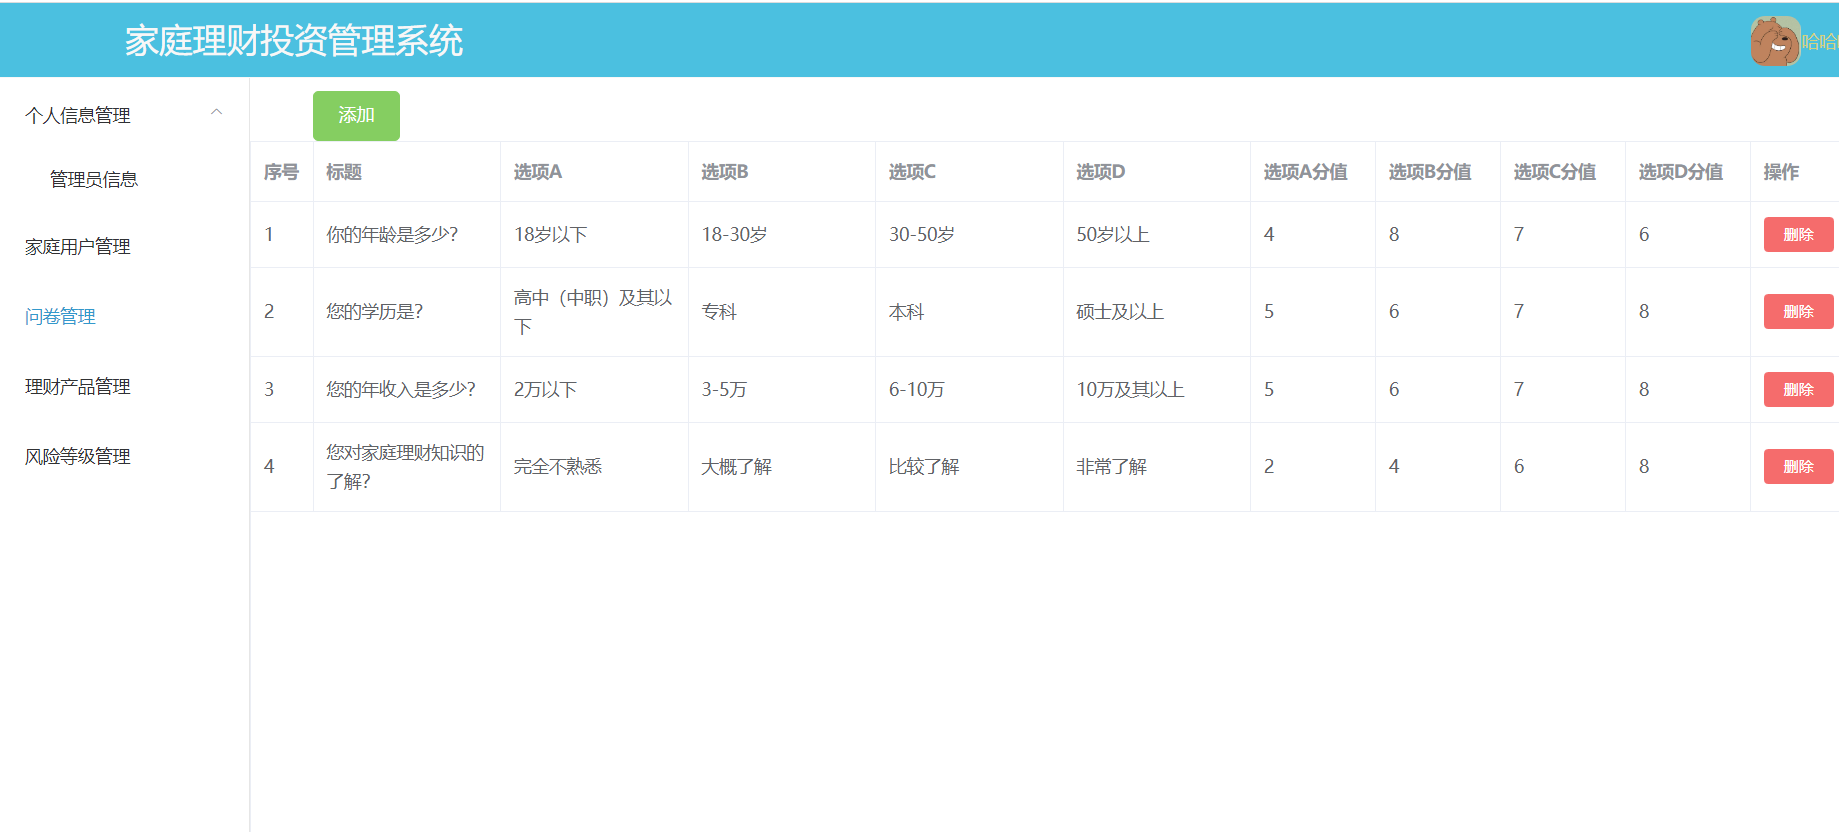 家庭理财投资管理系统
哈哈
个人信息管理
管理员信息
家庭用户管理
问卷管理
理财产品管理
风险等级管理
添加
序号 标题 选项A 选项B 选项C 选项D 选项A分值 选项B分值 选项C分值 选项D分值 操作
1 你的年龄是多少? 18岁以下 18-30岁 30-50岁 50岁以上 4 8 7 6 删除
2 您的学历是? 高中（中职）及其以 专科 本科 硕士及以上 5 6 7 8 删除
下
3 您的年收入是多少? 2万以下 3-5万 6-10万 10万及其以上 5 6 7 8 删除
4 您对家庭理财知识的 完全不熟悉 大概了解 比较了解 非常了解 2 4 6 8 删除
了解?